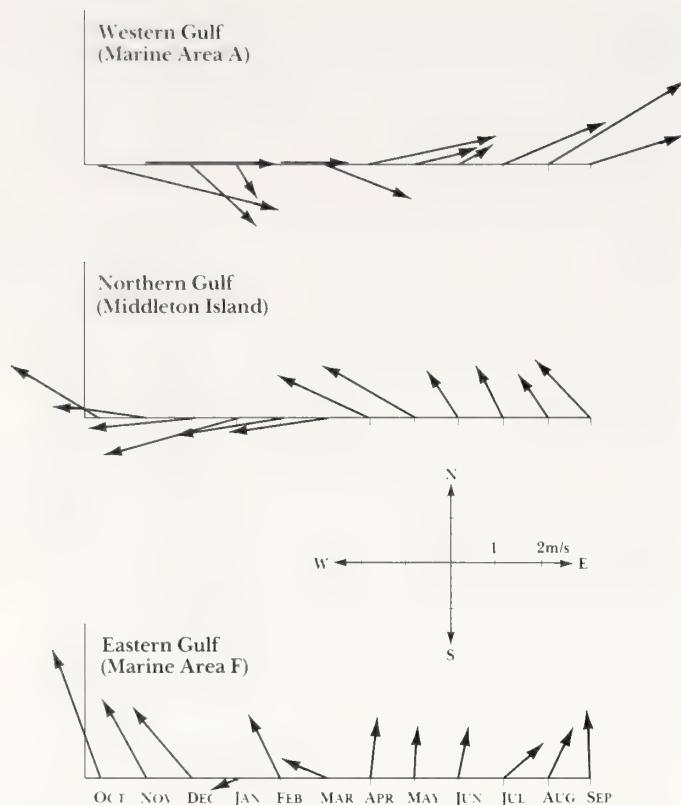 Western Gulf
(Marine Area A)
Northern Gulf
(Middleton Island)
N
W
1
2m/s
E
S
Eastern Gulf
(Marine Area F)
OCT NOV DEC JAN FEB MAR APR MAY JUN JUL AUG SEP